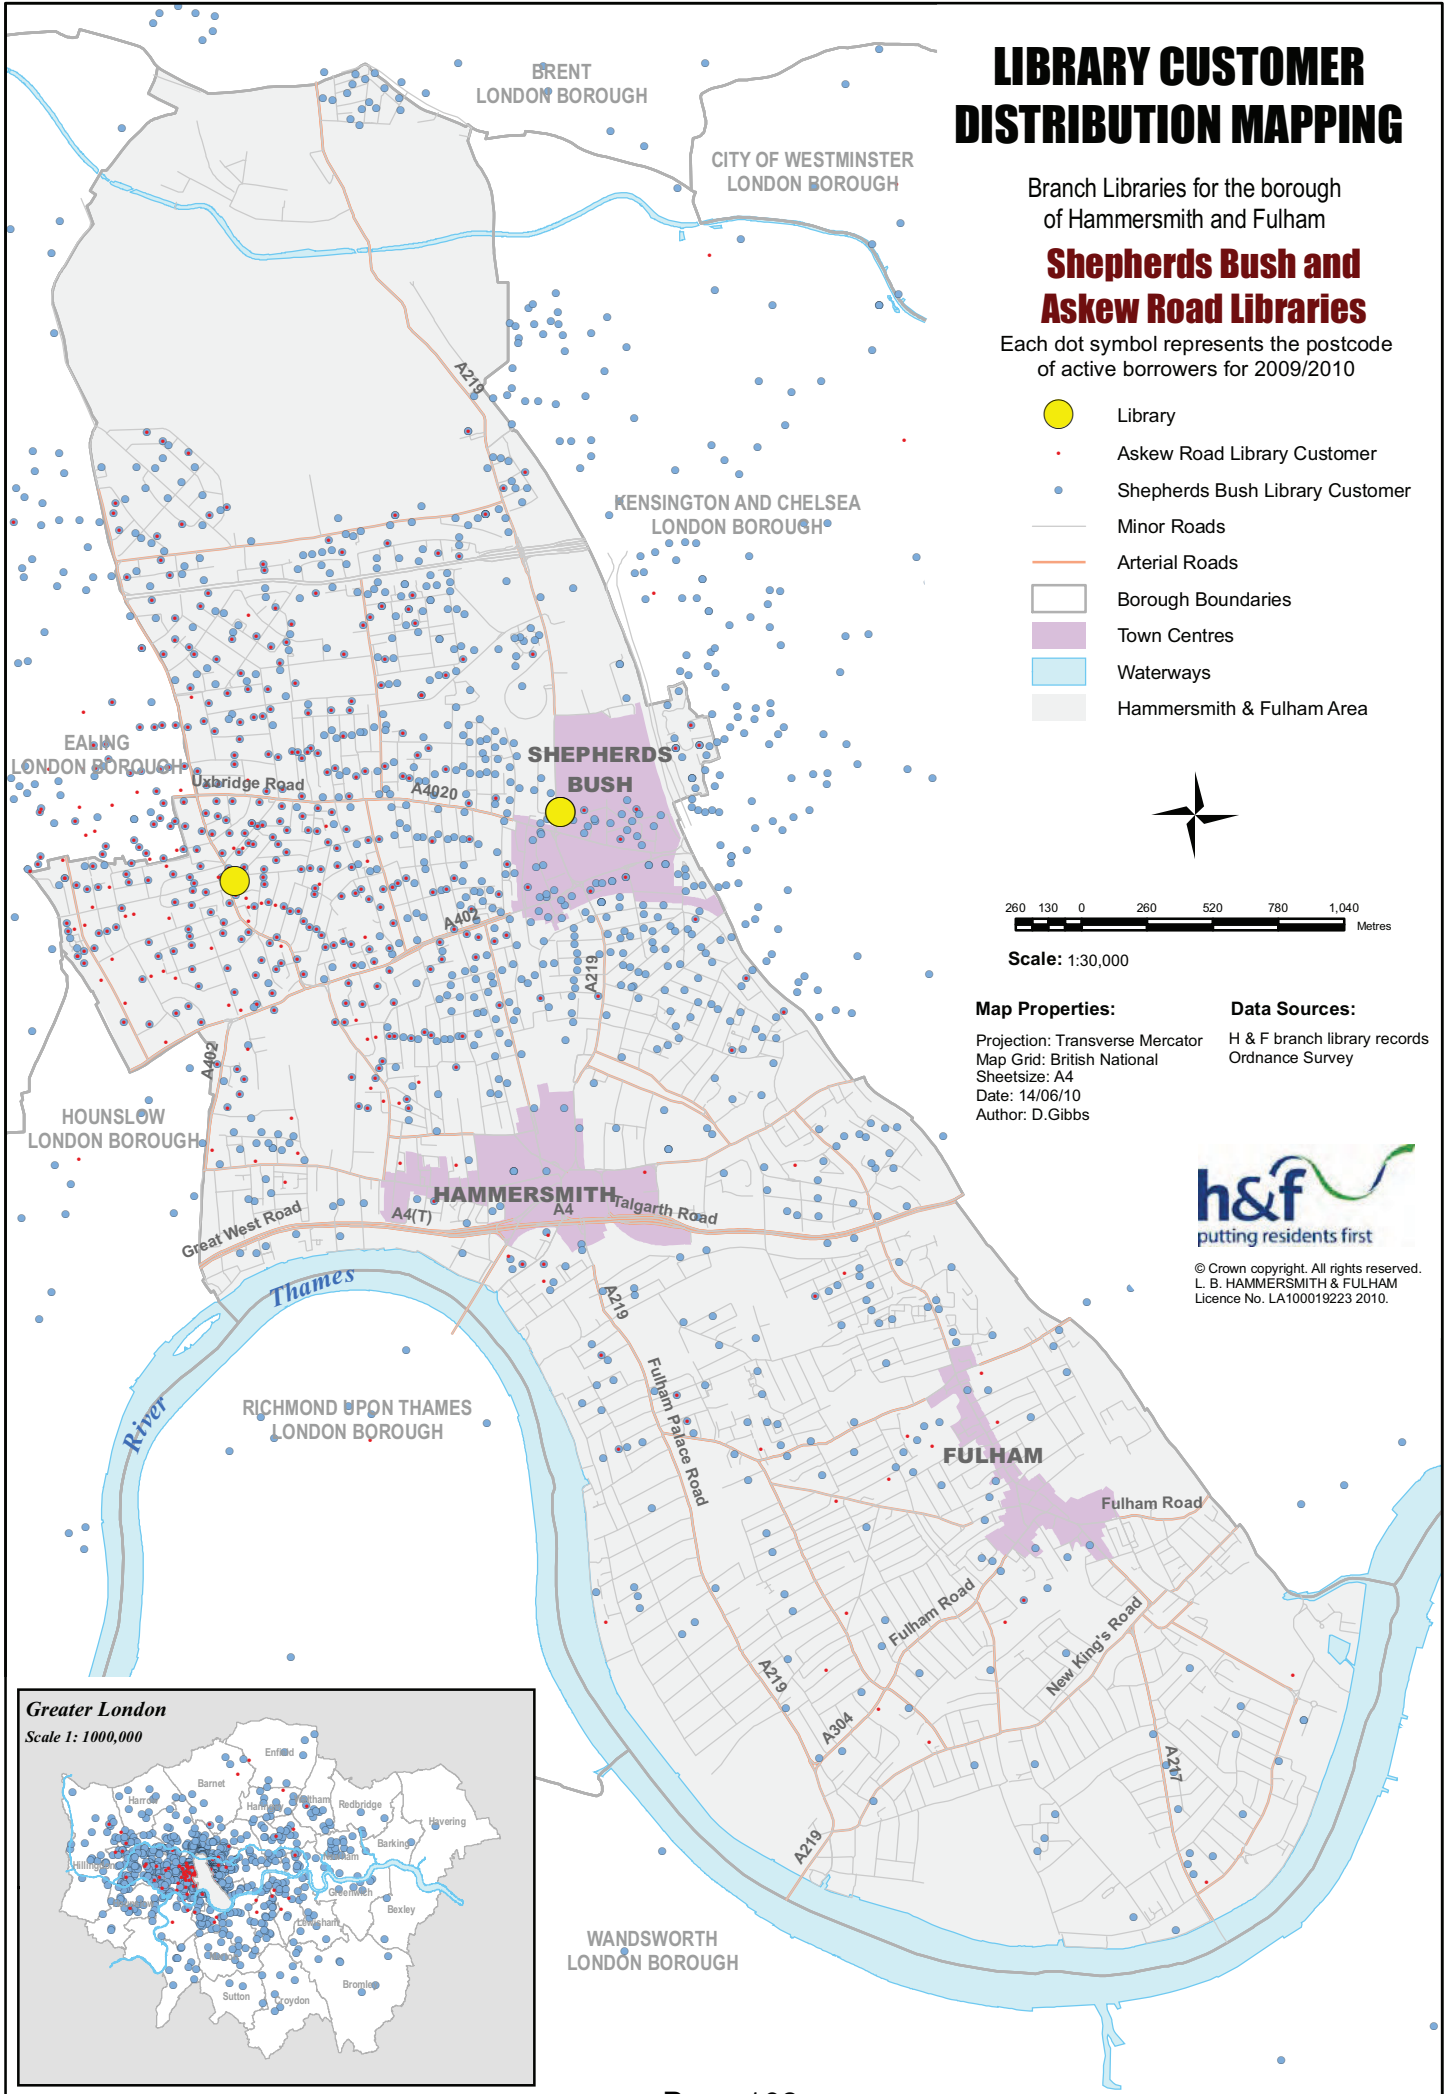 LIBRARY CUSTOMER
DISTRIBUTION MAPPING
Branch Libraries for the borough
of Hammersmith and Fulham
Shepherds Bush and
Askew Road Libraries
Each dot symbol represents the postcode
of active borrowers for 2009/2010
Library
Askew Road Library Customer
Shepherds Bush Library Customer
Minor Roads
Arterial Roads
Borough Boundaries
Town Centres
Waterways
Hammersmith & Fulham Area
260 130 0 260 520 780 1,040
Metres
Scale: 1:30,000
Map Properties:
Projection: Transverse Mercator
Map Grid: British National
Sheetsize: A4
Date: 14/06/10
Author: D.Gibbs
Data Sources:
H & F branch library records
Ordnance Survey
h&f
putting residents first
© Crown copyright. All rights reserved.
L. B. HAMMERSMITH & FULHAM
Licence No. LA100019223 2010.
BRENT
LONDON BOROUGH
CITY OF WESTMINSTER
LONDON BOROUGH
A219
KENSINGTON AND CHELSEA
LONDON BOROUGH
EALING
LONDON BOROUGH
Uxbridge Road
A4020
SHEPHERDS
BUSH
A402
A219
A402
HOUNSLOW
LONDON BOROUGH
HAMMERSMITH
A4
Talgarth Road
A4(T)
Great West Road
River
Thames
A219
Fulham Palace Road
RICHMOND UPON THAMES
LONDON BOROUGH
FULHAM
Fulham Road
Fulham Road
New King's Road
A219
A304
A217
A219
WANDSWORTH
LONDON BOROUGH
Greater London
Scale 1: 1000,000
Enfield
Barnet
Harrow
Redbridge
Havering
Barking
Greenwich
Bexley
Lewisham
Bromley
Sutton
Croydon